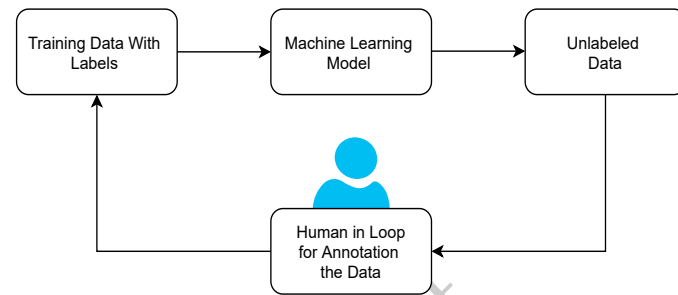 Training Data With
Labels
Machine Learning
Model
Unlabeled
Data
Human in Loop
for Annotation
the Data